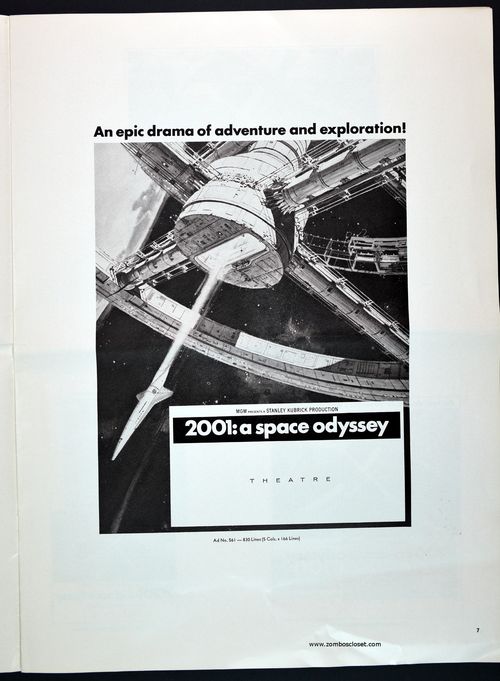 An epic drama of adventure and exploration!
MGM PRESENTS A STANLEY KUBRICK PRODUCTION
2001: a space odyssey
THEATRE
Ad No. 561 — 830 Lines (5 Cols. x 166 Lines)
7
www.zomboscloset.com